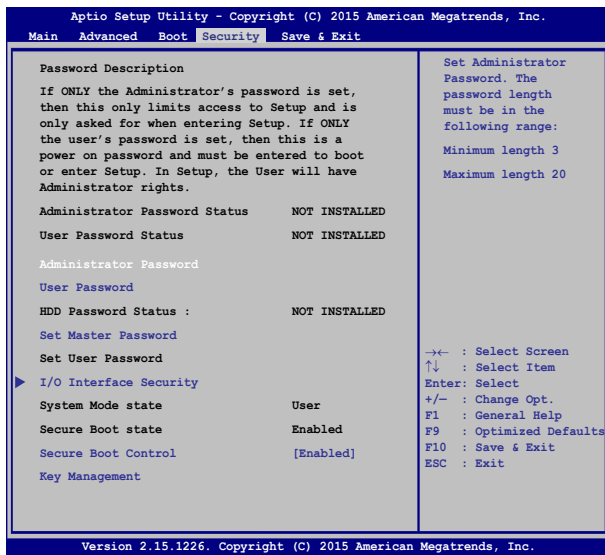 Aptio Setup Utility - Copyright (C) 2015 American Megatrends, Inc.
Main Advanced Boot Security Save & Exit
Password Description
If ONLY the Administrator's password is set,
then this only limits access to Setup and is
only asked for when entering Setup. If ONLY
the user's password is set, then this is a
power on password and must be entered to boot
or enter Setup. In Setup, the User will have
Administrator rights.
Administrator Password Status NOT INSTALLED
User Password Status NOT INSTALLED
Administrator Password
User Password
HDD Password Status : NOT INSTALLED
Set Master Password
Set User Password
I/O Interface Security
System Mode state User
Secure Boot state Enabled
Secure Boot Control [Enabled]
Key Management
Set Administrator
Password. The
password length
must be in the
following range:
Minimum length 3
Maximum length 20
→← : Select Screen
↑↓ : Select Item
Enter: Select
+/— : Change Opt.
F1 : General Help
F9 : Optimized Defaults
F10 : Save & Exit
ESC : Exit
Version 2.15.1226. Copyright (C) 2015 American Megatrends, Inc.